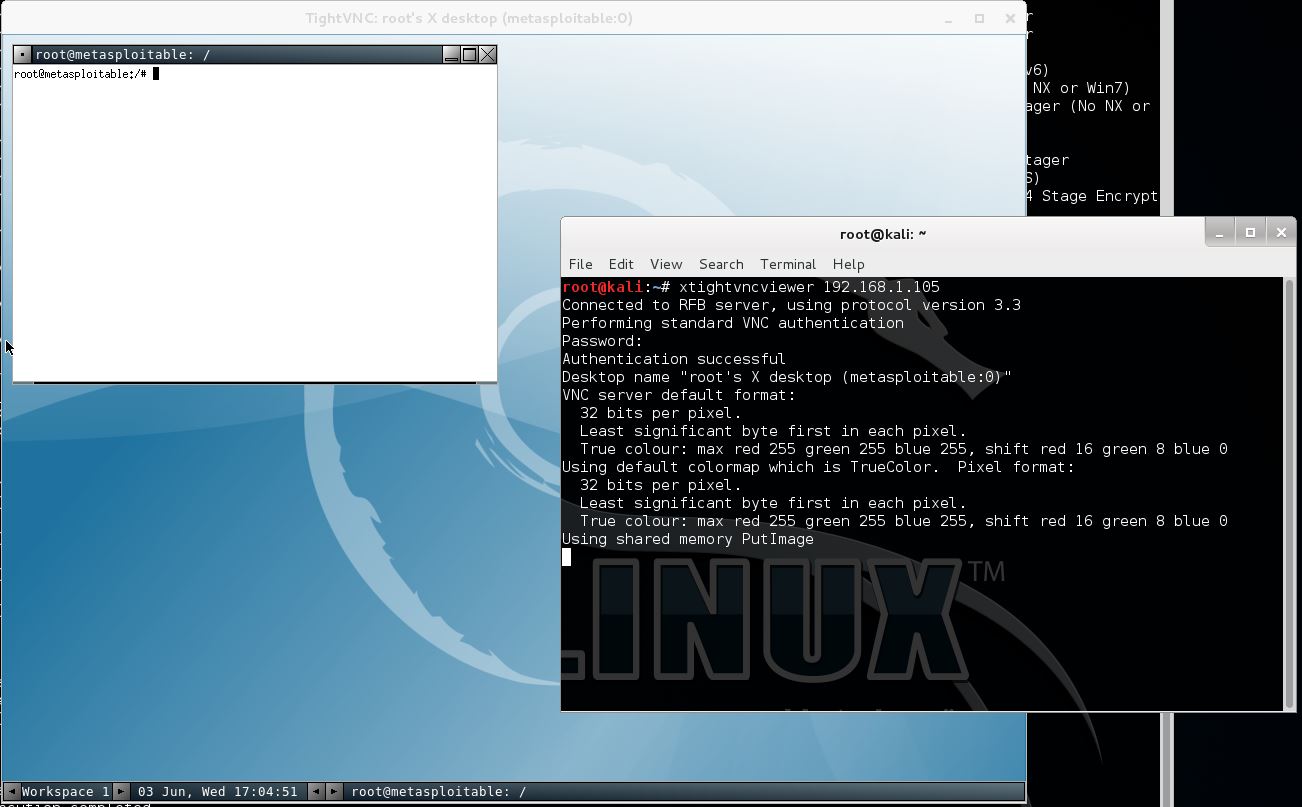 TightVNC: root's X desktop (metasploitable:0)
root@metasploitable: /
root@metasploitable:/#
r
r
v6)
NX or Win7)
ager (No NX or
tager
6)
4 Stage Encrypt
root@kali: ~
File Edit View Search Terminal Help
root@kali:~# xtightvncviewer 192.168.1.105
Connected to RFB server, using protocol version 3.3
Performing standard VNC authentication
Password:
Authentication successful
Desktop name "root's X desktop (metasploitable:0)"
VNC server default format:
32 bits per pixel.
Least significant byte first in each pixel.
True colour: max red 255 green 255 blue 255, shift red 16 green 8 blue 0
Using default colormap which is TrueColor. Pixel format:
32 bits per pixel.
Least significant byte first in each pixel.
True colour: max red 255 green 255 blue 255, shift red 16 green 8 blue 0
Using shared memory PutImage
LINUX TM
Workspace 1 03 Jun, Wed 17:04:51 root@metasploitable: /